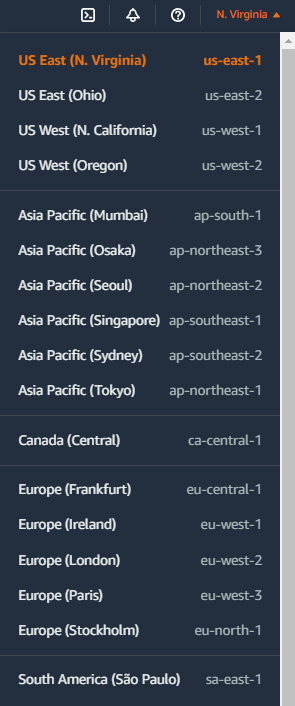 N. Virginia
US East (N. Virginia) us-east-1
US East (Ohio) us-east-2
US West (N. California) us-west-1
US West (Oregon) us-west-2
Asia Pacific (Mumbai) ap-south-1
Asia Pacific (Osaka) ap-northeast-3
Asia Pacific (Seoul) ap-northeast-2
Asia Pacific (Singapore) ap-southeast-1
Asia Pacific (Sydney) ap-southeast-2
Asia Pacific (Tokyo) ap-northeast-1
Canada (Central) ca-central-1
Europe (Frankfurt) eu-central-1
Europe (Ireland) eu-west-1
Europe (London) eu-west-2
Europe (Paris) eu-west-3
Europe (Stockholm) eu-north-1
South America (São Paulo) sa-east-1